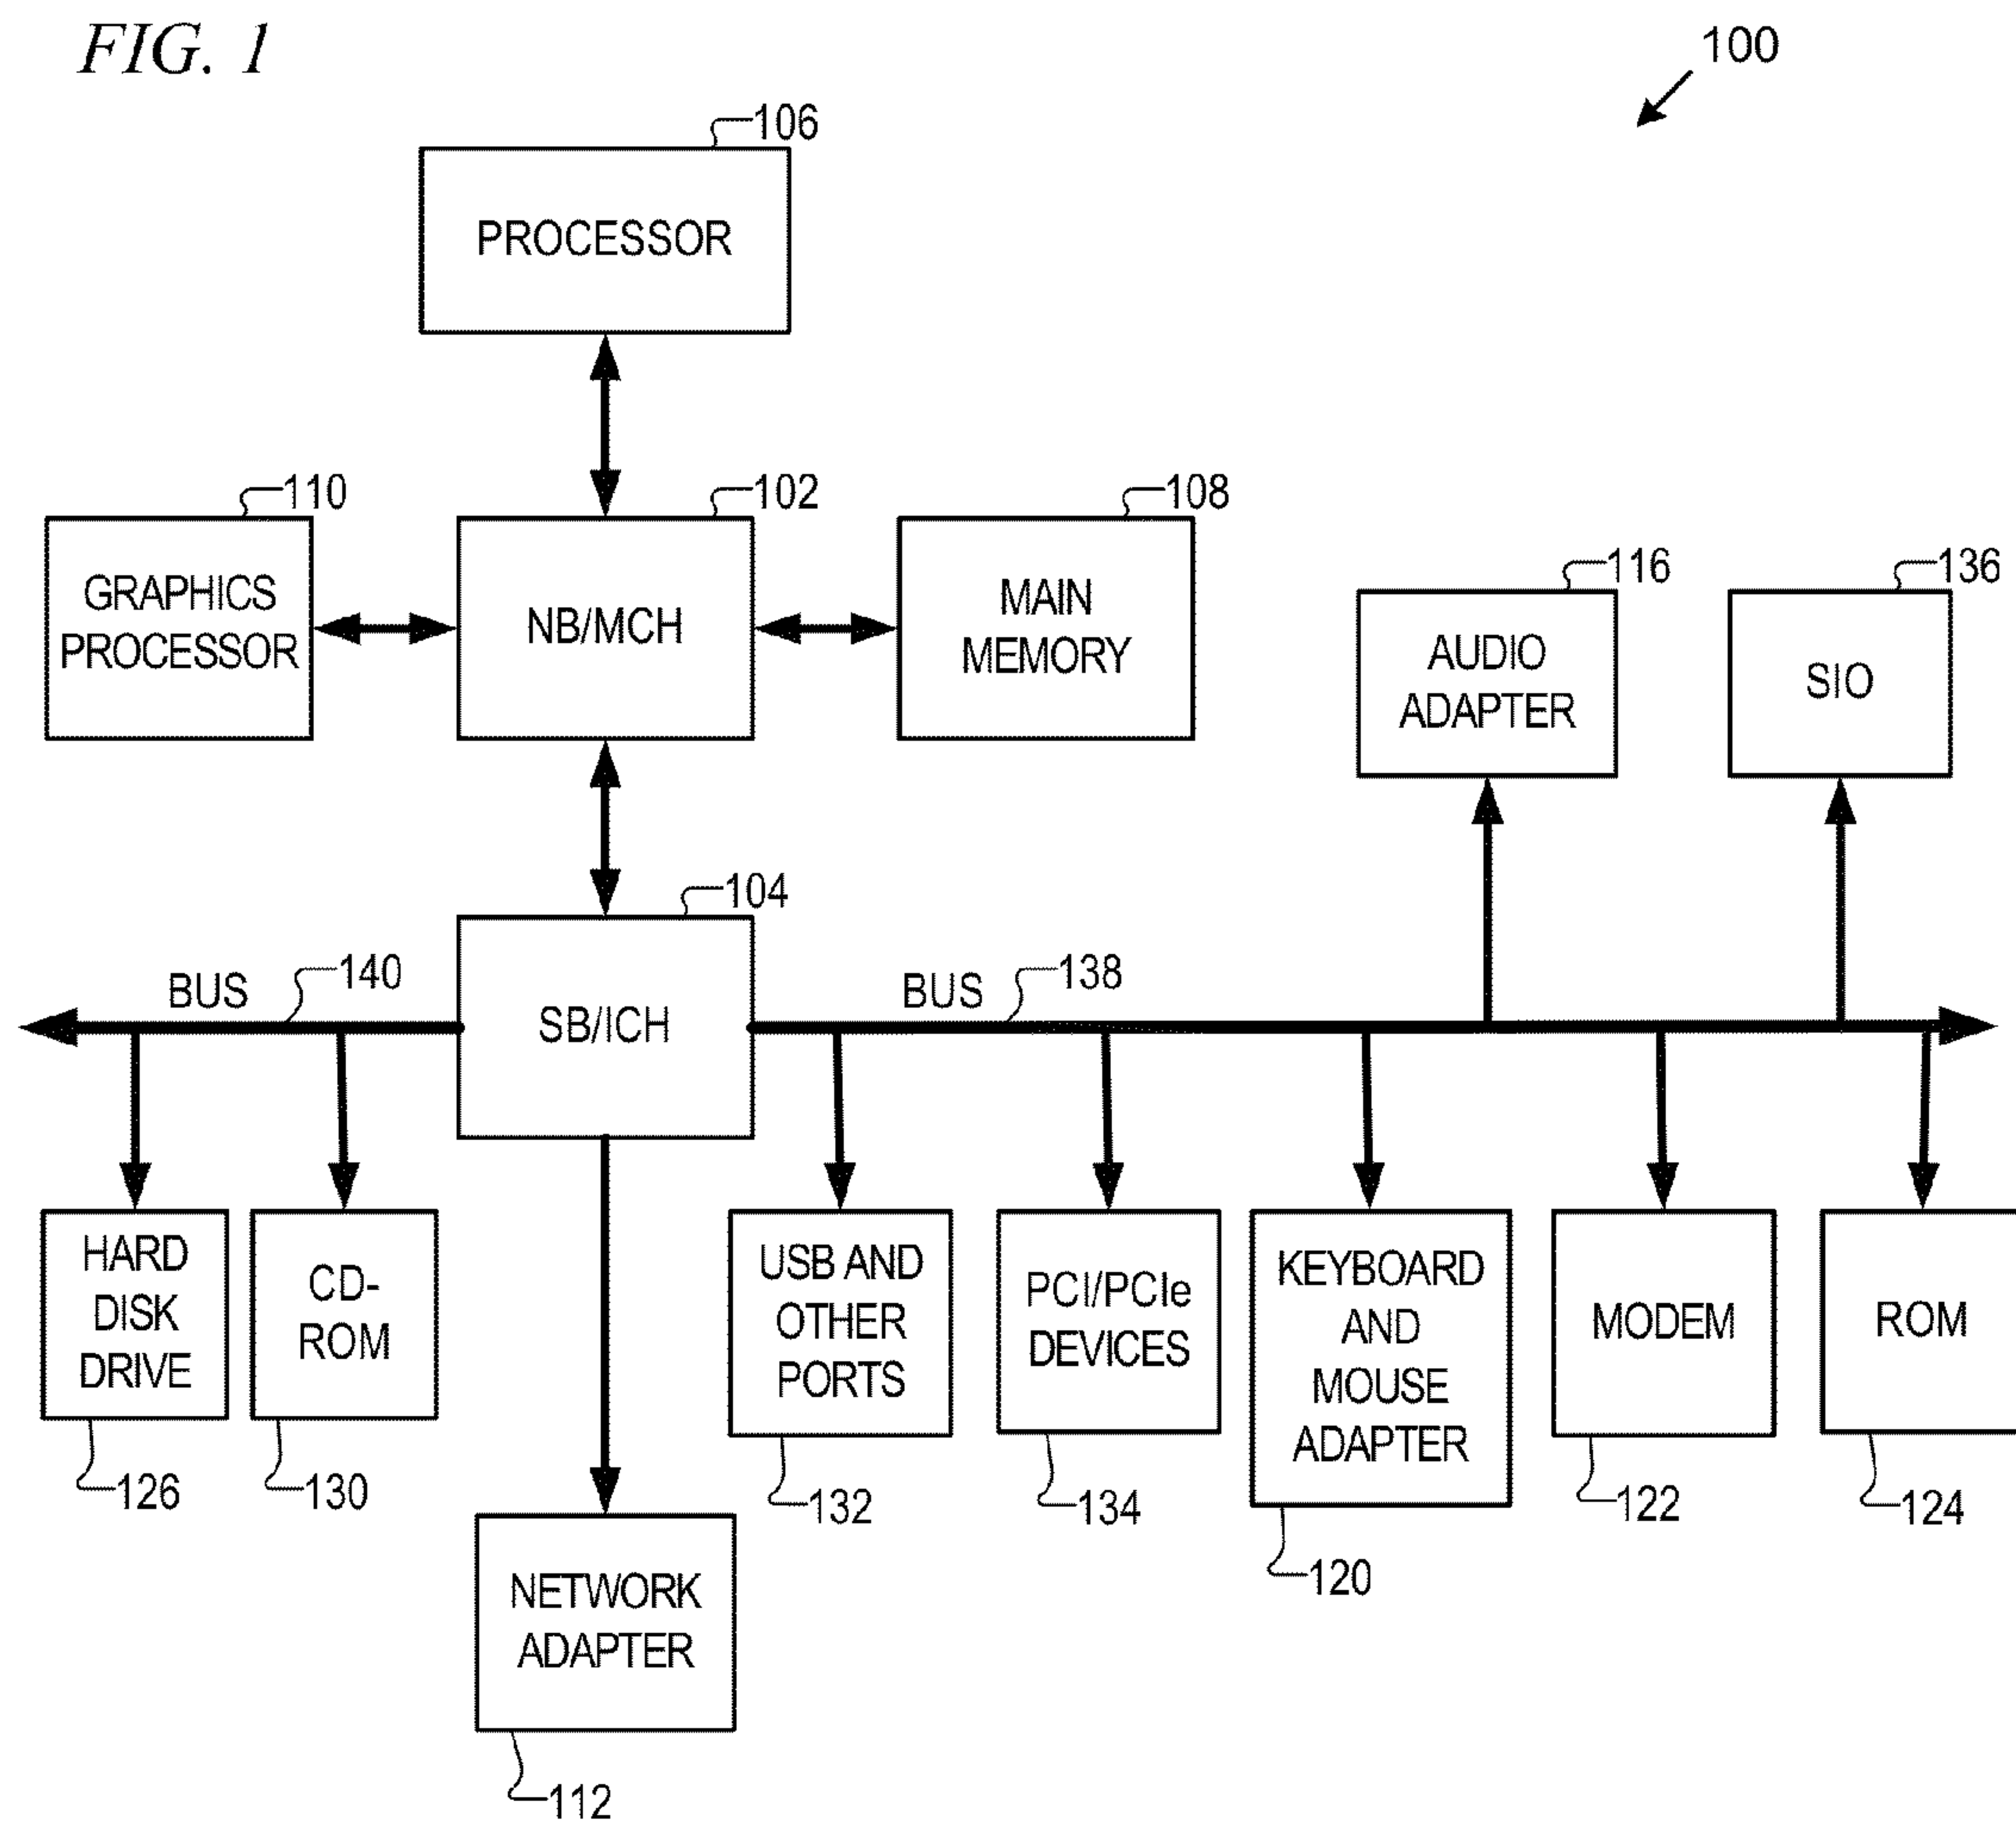 FIG. 1
100
106
PROCESSOR
110
102
108
GRAPHICS
PROCESSOR
NB/MCH
MAIN
MEMORY
116
136
AUDIO
ADAPTER
SIO
104
BUS
140
SB/ICH
BUS
138
HARD
DISK
DRIVE
CD-
ROM
USB AND
OTHER
PORTS
PCI/PCIe
DEVICES
KEYBOARD
AND
MOUSE
ADAPTER
MODEM
ROM
126
130
132
134
120
122
124
NETWORK
ADAPTER
112